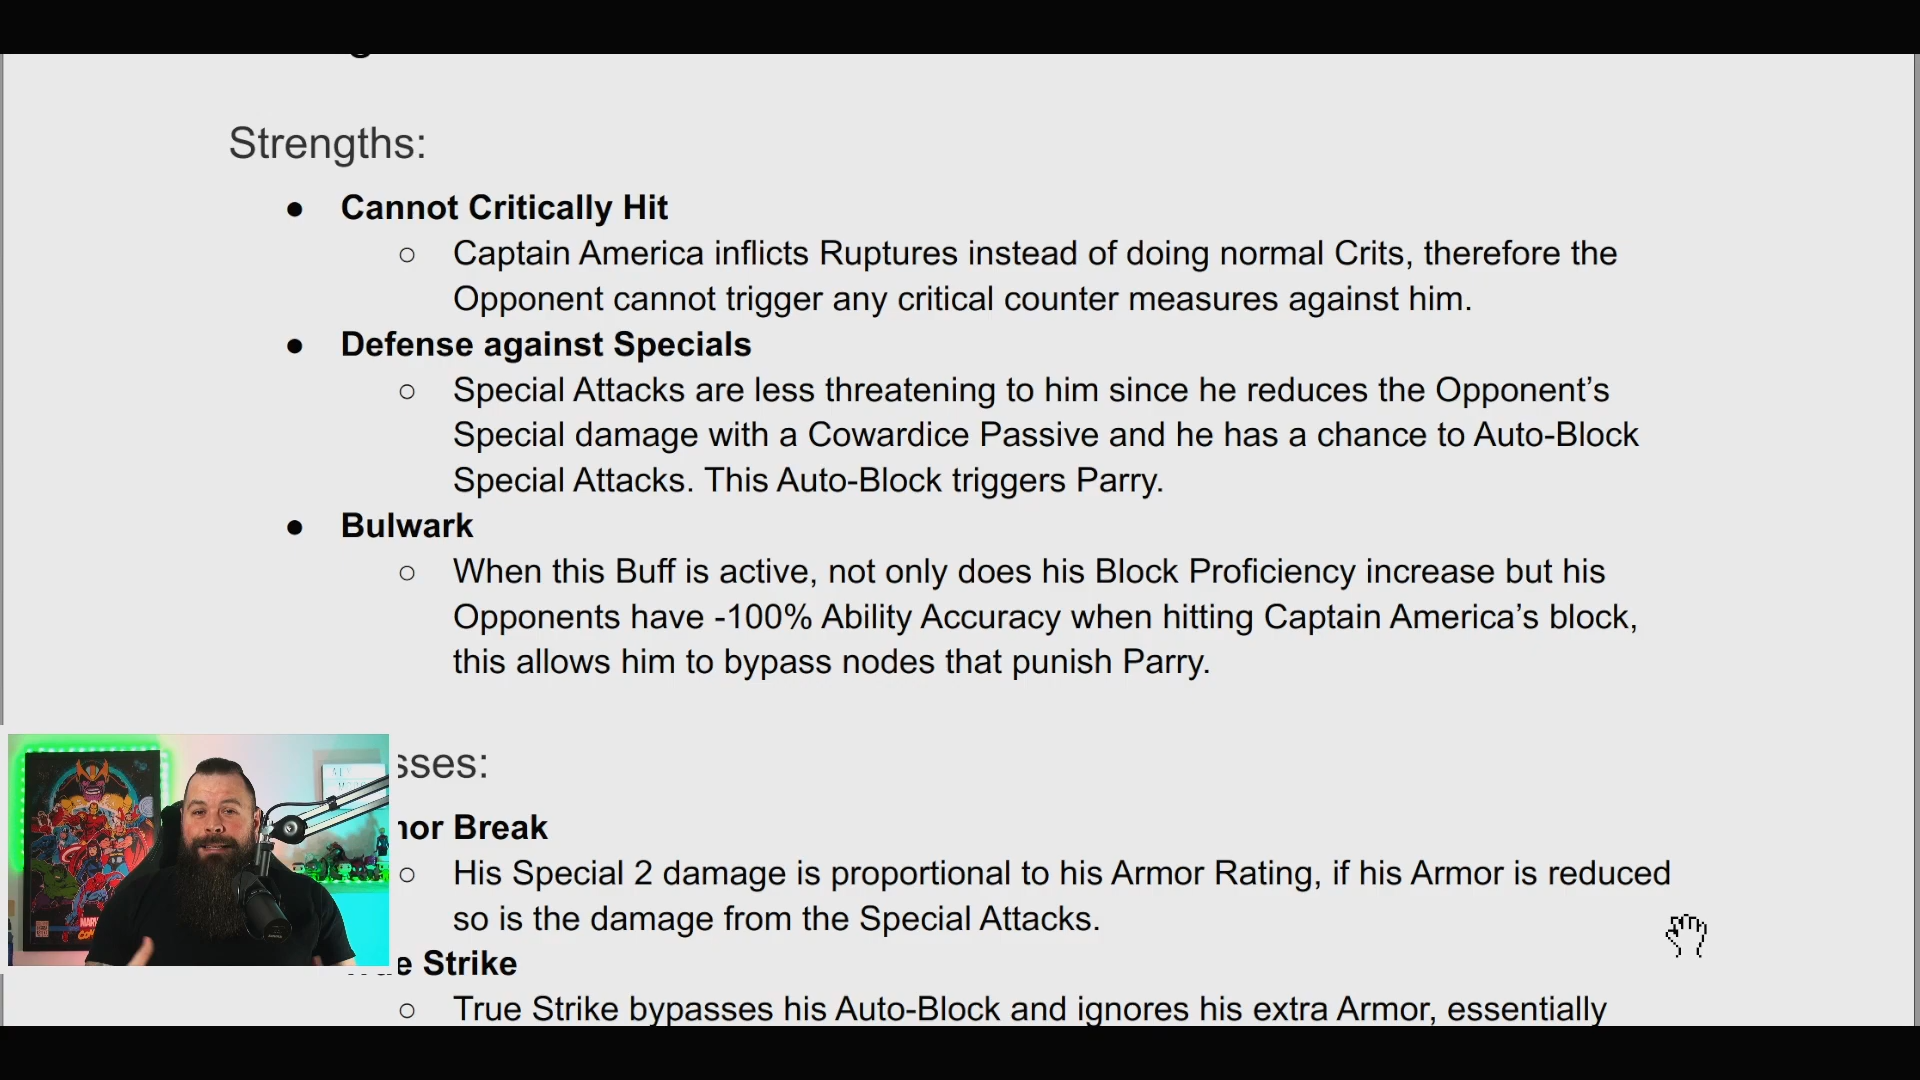 Strengths:
● Cannot Critically Hit
○ Captain America inflicts Ruptures instead of doing normal Crits, therefore the
Opponent cannot trigger any critical counter measures against him.
● Defense against Specials
○ Special Attacks are less threatening to him since he reduces the Opponent’s
Special damage with a Cowardice Passive and he has a chance to Auto-Block
Special Attacks. This Auto-Block triggers Parry.
● Bulwark
○ When this Buff is active, not only does his Block Proficiency increase but his
Opponents have -100% Ability Accuracy when hitting Captain America’s block,
this allows him to bypass nodes that punish Parry.
sses:
Break
○ His Special 2 damage is proportional to his Armor Rating, if his Armor is reduced
so is the damage from the Special Attacks.
Strike
○ True Strike bypasses his Auto-Block and ignores his extra Armor, essentially